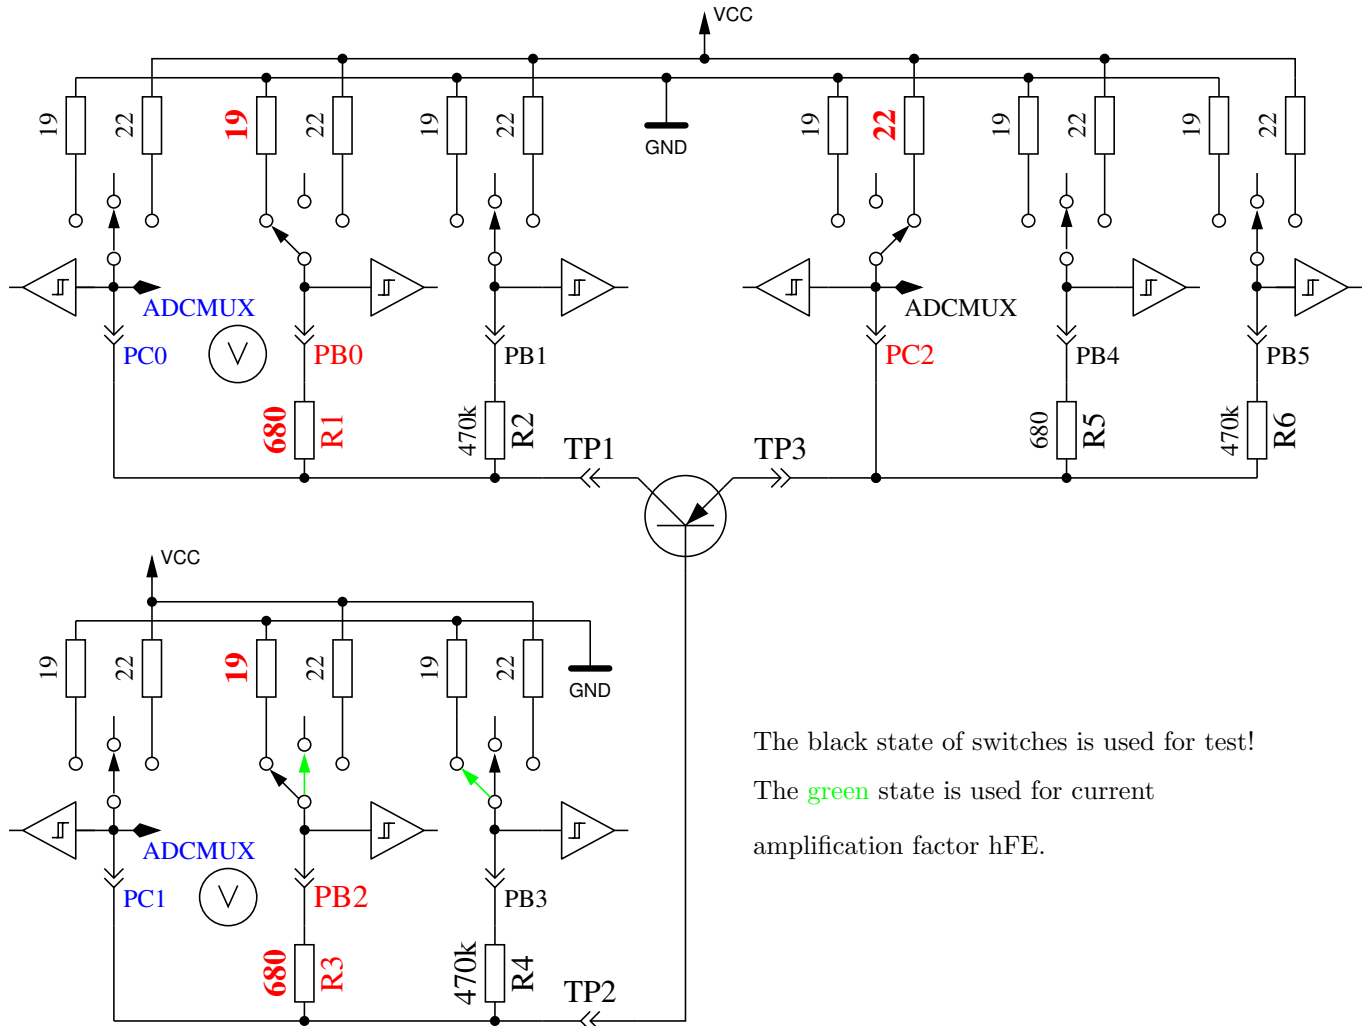 VCC
19
22
19
22
19
22
GND
19
22
19
22
19
22
ADCMUX
ADCMUX
PC0
V
PB0
PB1
PC2
PB4
PB5
680
R1
470k
R2
680
R5
470k
R6
TP1
TP3
VCC
19
22
19
22
19
22
GND
The black state of switches is used for test!
The green state is used for current
amplification factor hFE.
ADCMUX
PC1
V
PB2
PB3
680
R3
470k
R4
TP2